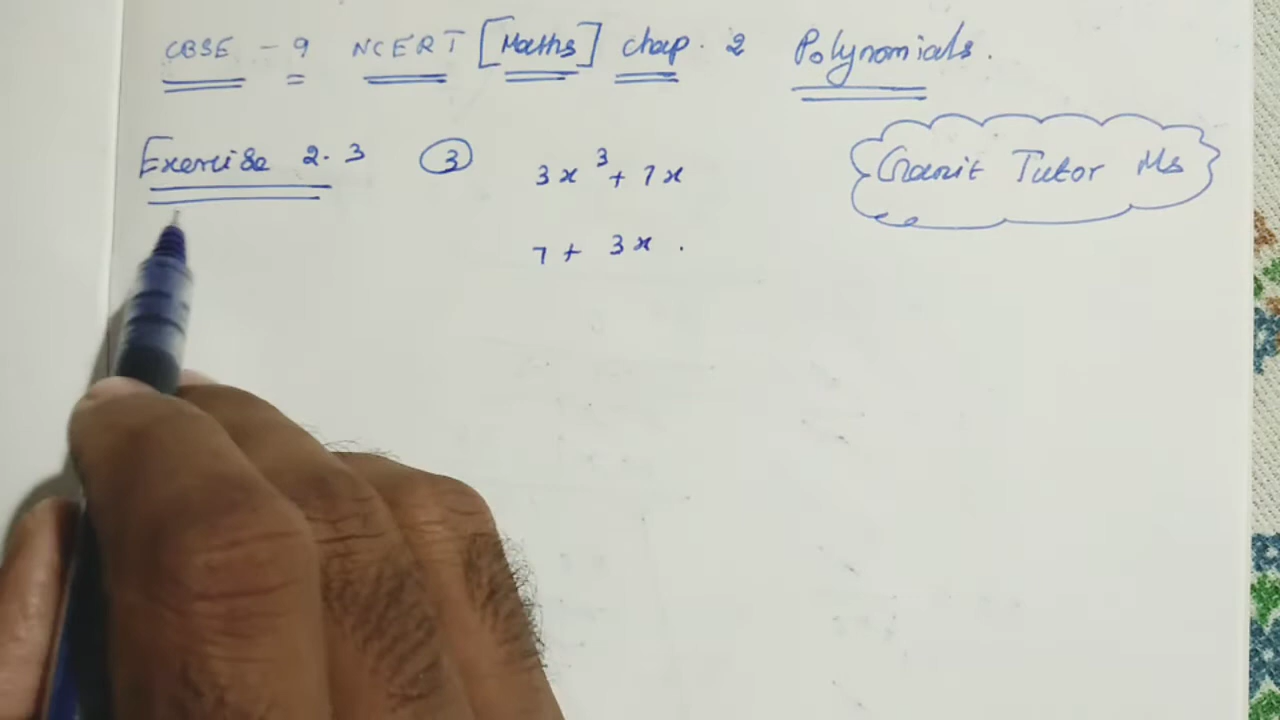 CBSE - 9 NCERT [Maths] Chap. 2 Polynomials.
Exercise 2.3 ③ 3x³ + 7x
Ganit Tutor Ms
7 + 3x.